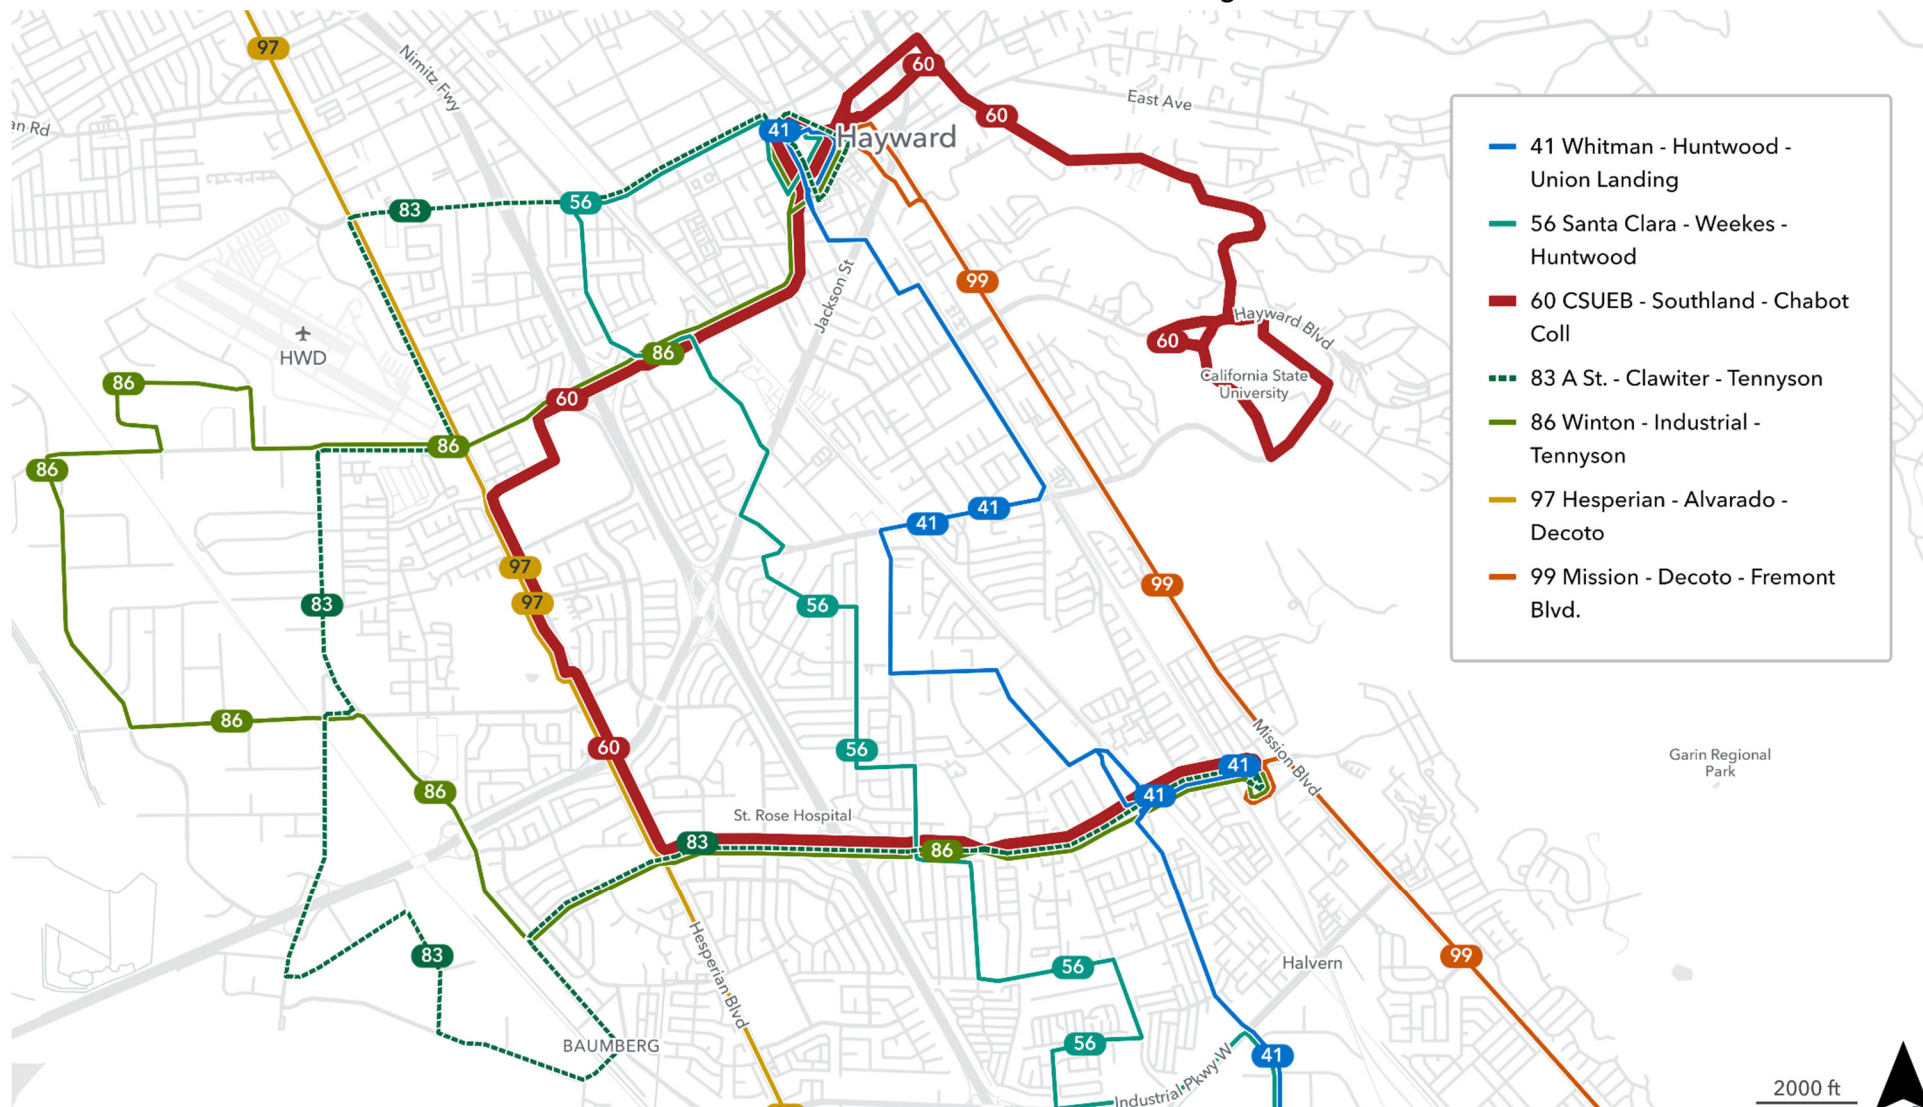 97
Nimitz Fwy
60
60
East Ave
an Rd
41
Hayward
83
56
99
Jackson St
HWD
86
86
60
60
Hayward Blvd
California State
University
86
86
41
41
97
97
99
83
56
86
60
56
Mission Blvd
41
41
86
St. Rose Hospital
83
86
Garin Regional
Park
Hesperian Blvd
83
56
Halvern
99
BAUMBERG
56
Industrial Pkwy W
41
2000 ft
41 Whitman - Huntwood -
Union Landing
56 Santa Clara - Weekes -
Huntwood
60 CSUEB - Southland - Chabot
Coll
83 A St. - Clawiter - Tennyson
86 Winton - Industrial -
Tennyson
97 Hesperian - Alvarado -
Decoto
99 Mission - Decoto - Fremont
Blvd.